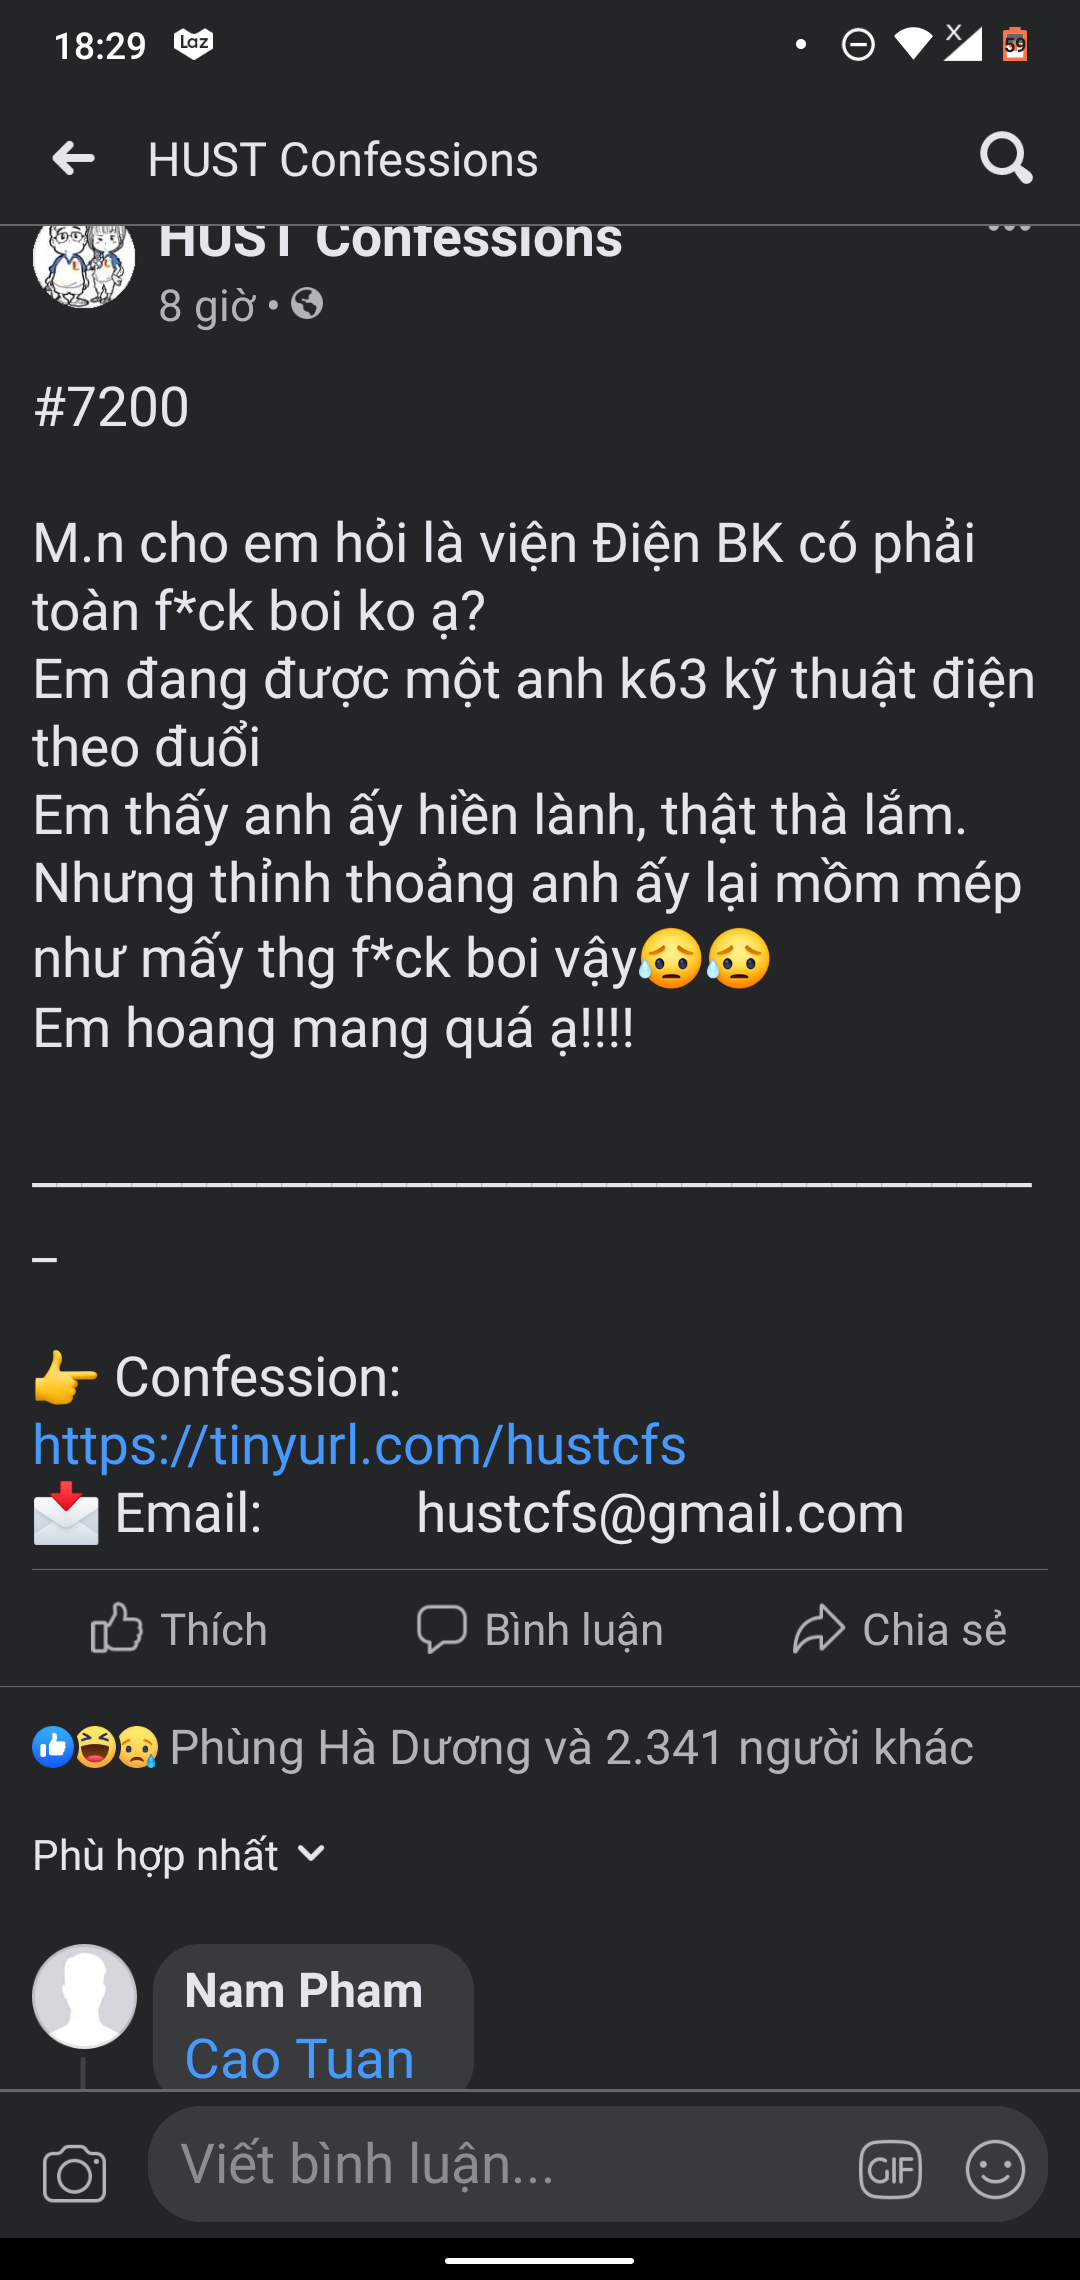 18:29
Laz
X
59
HUST Confessions
HUST Confessions
8 giờ •
#7200
M.n cho em hỏi là viện Điện BK có phải
toàn f*ck boi ko ạ?
Em đang được một anh k63 kỹ thuật điện
theo đuổi
Em thấy anh ấy hiền lành, thật thà lắm.
Nhưng thỉnh thoảng anh ấy lại mồm mép
như mấy thg f*ck boi vậy😥😥
Em hoang mang quá ạ!!!!
________________________________________
_
👉 Confession:
https://tinyurl.com/hustcfs
📩 Email: hustcfs@gmail.com
Thích
Bình luận
Chia sẻ
Phùng Hà Dương và 2.341 người khác
Phù hợp nhất
Nam Pham
Cao Tuan
Viết bình luận...
GIF